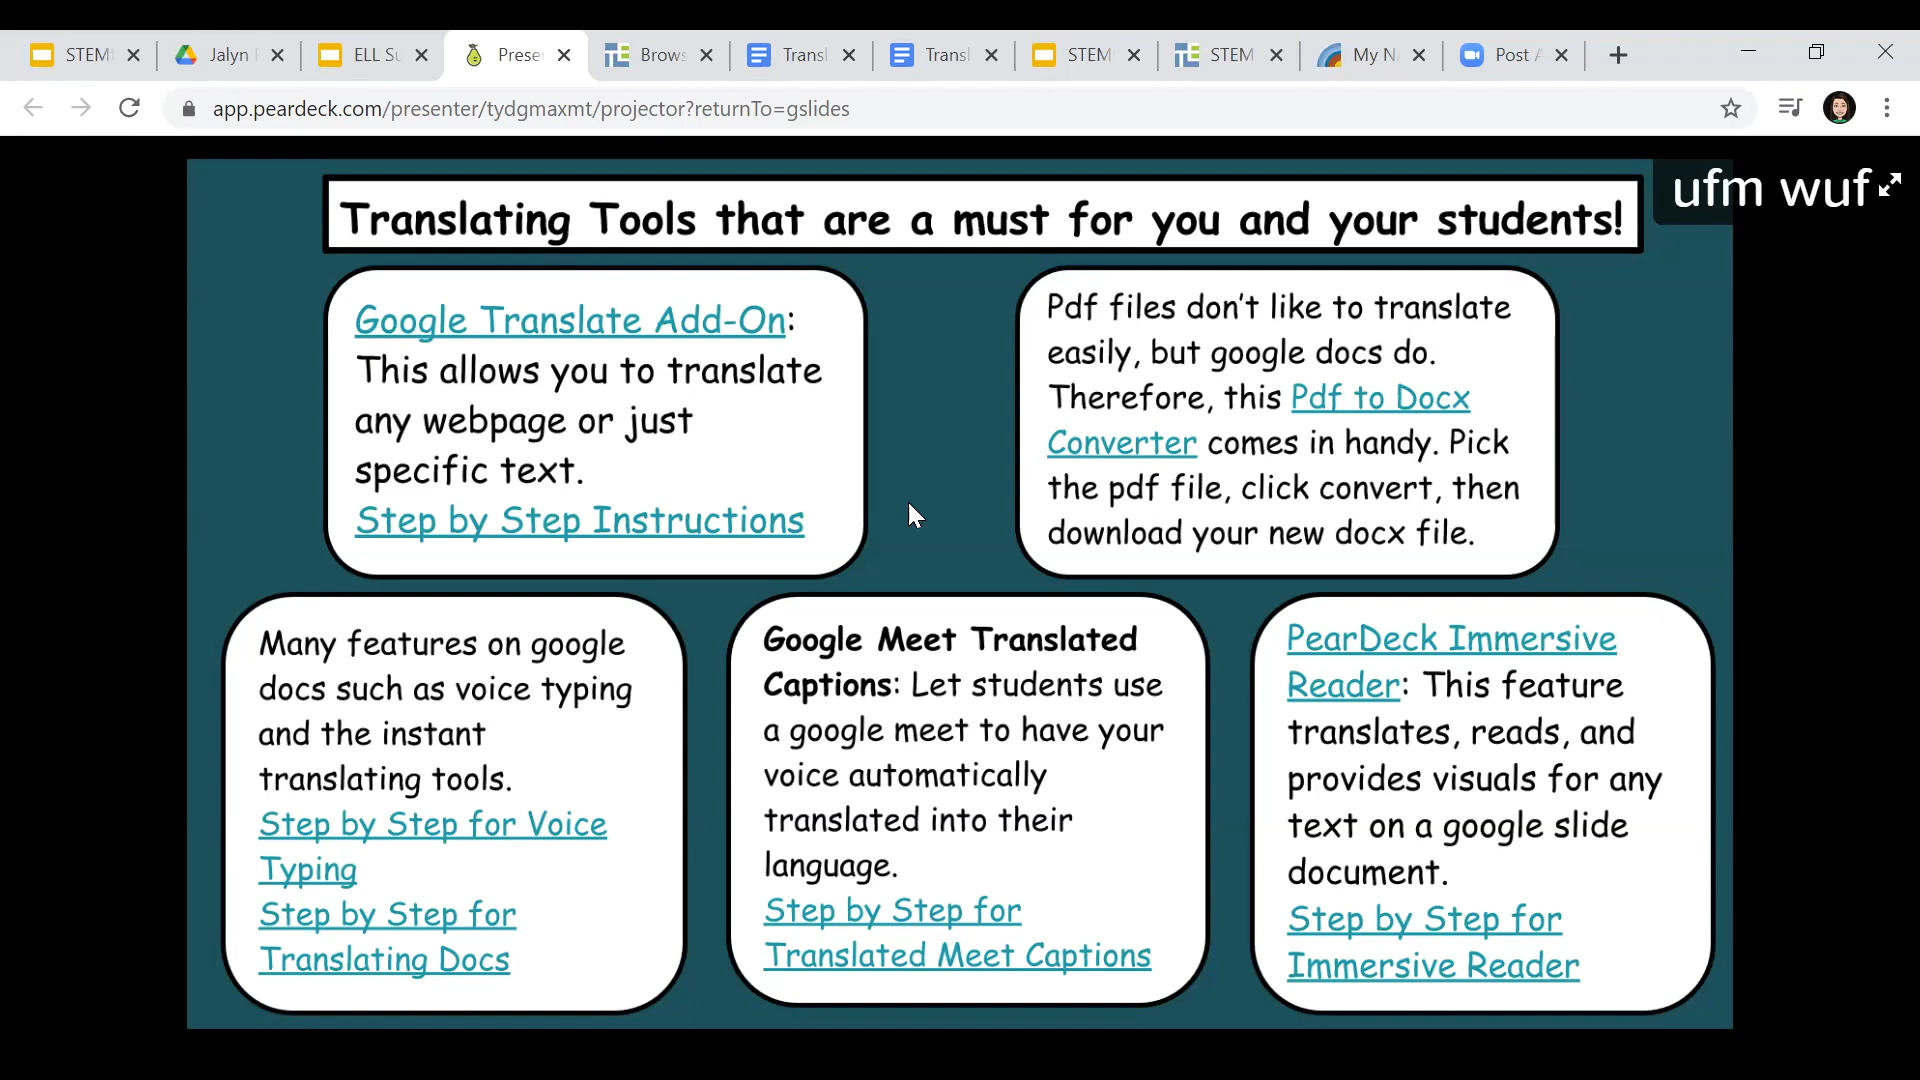 STEM
Jalyn
ELL Su
Prese
Brows
Transl
Transl
STEM
STEM
My N
Post A
app.peardeck.com/presenter/tydgmaxmt/projector?returnTo=gslides
ufm wuf
Translating Tools that are a must for you and your students!
Google Translate Add-On:
This allows you to translate
any webpage or just
specific text.
Step by Step Instructions
Pdf files don't like to translate
easily, but google docs do.
Therefore, this Pdf to Docx
Converter comes in handy. Pick
the pdf file, click convert, then
download your new docx file.
Many features on google
docs such as voice typing
and the instant
translating tools.
Step by Step for Voice
Typing
Step by Step for
Translating Docs
Google Meet Translated
Captions: Let students use
a google meet to have your
voice automatically
translated into their
language.
Step by Step for
Translated Meet Captions
PearDeck Immersive
Reader: This feature
translates, reads, and
provides visuals for any
text on a google slide
document.
Step by Step for
Immersive Reader